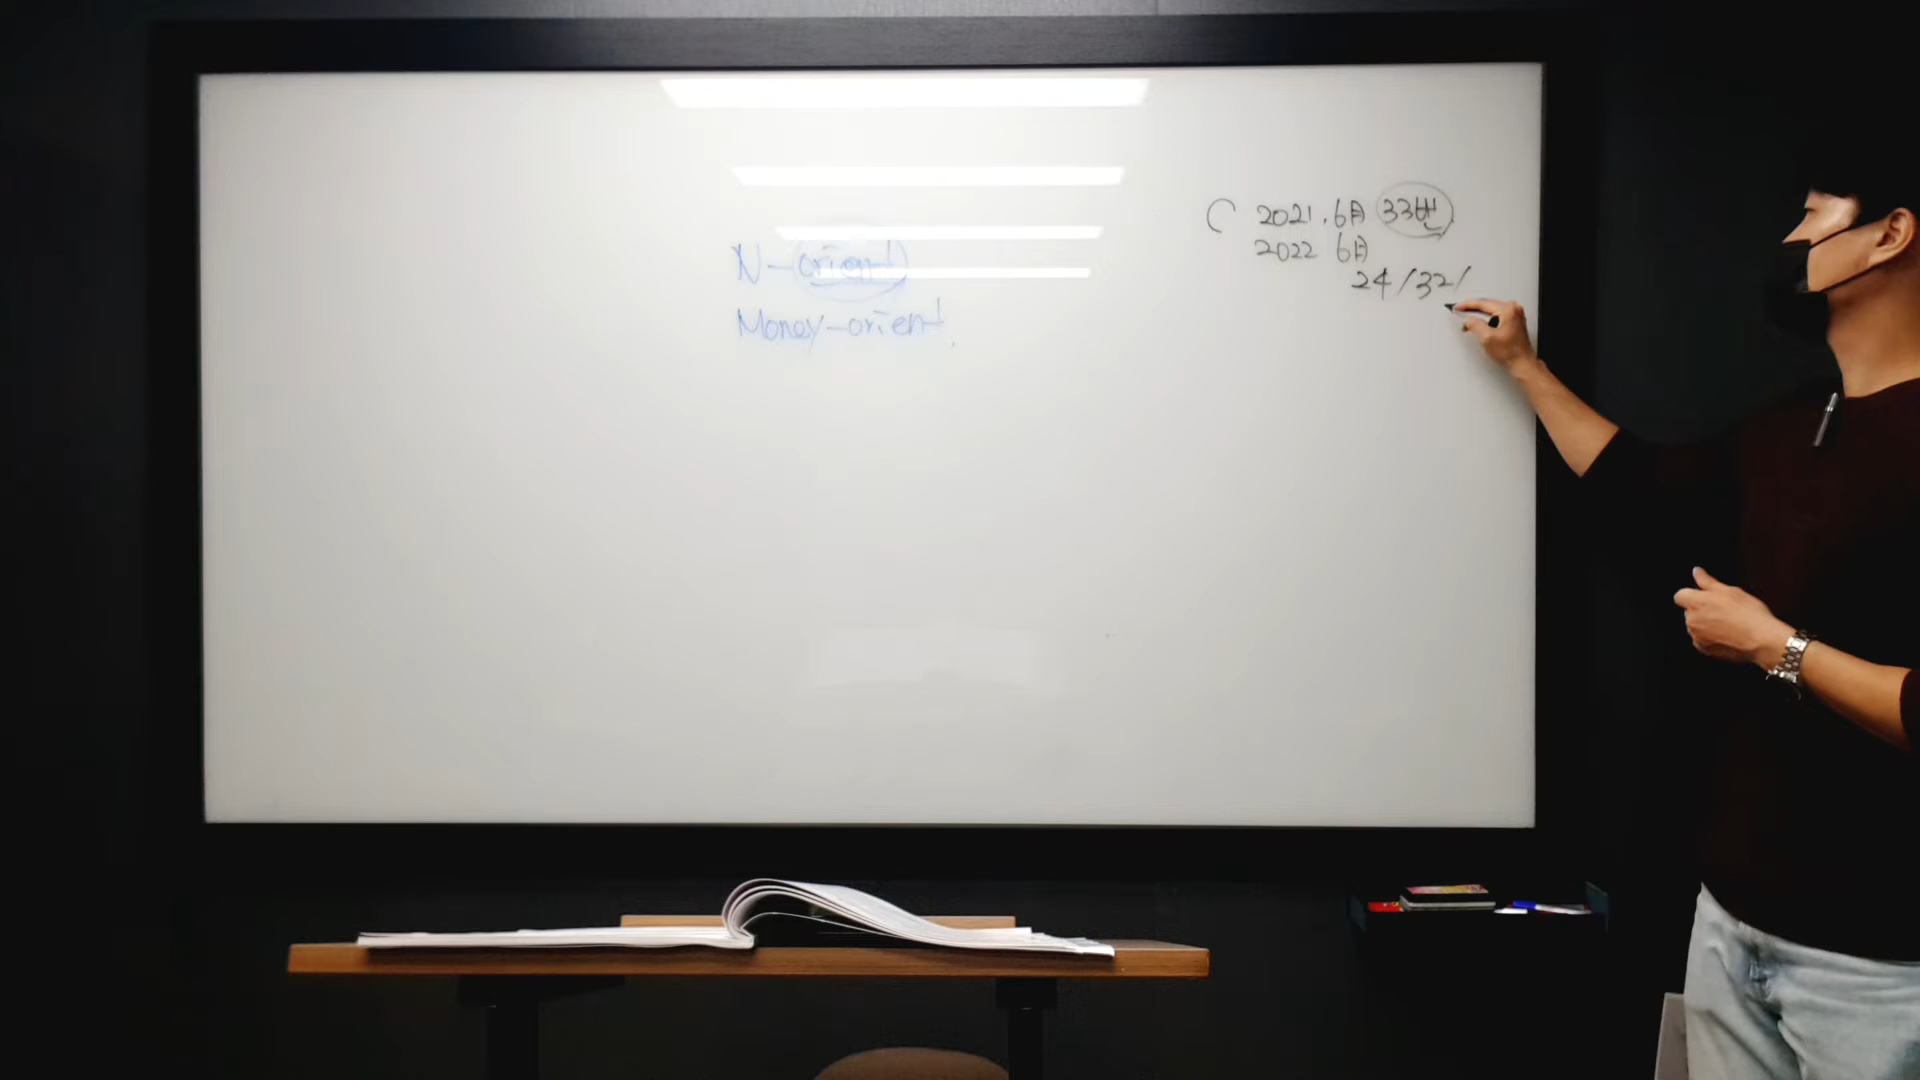 N-orient
Money-orient
( 2021.6月 33번
2022 6月
24/32/